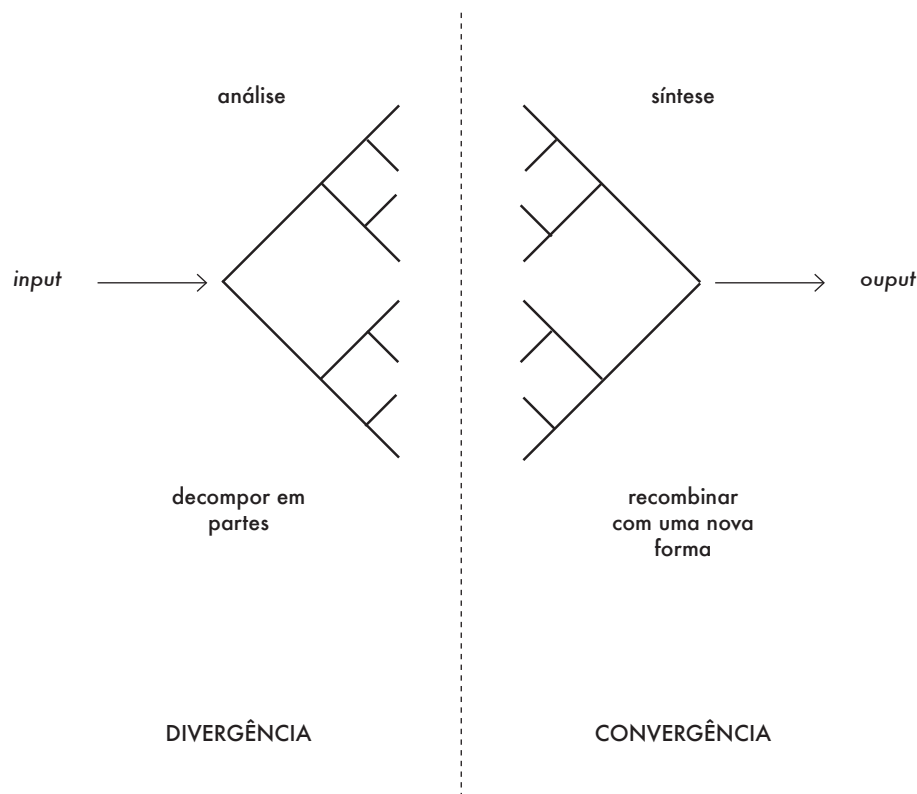 análise
síntese
input
ouput
decompor em
partes
recombinar
com uma nova
forma
DIVERGÊNCIA
CONVERGÊNCIA